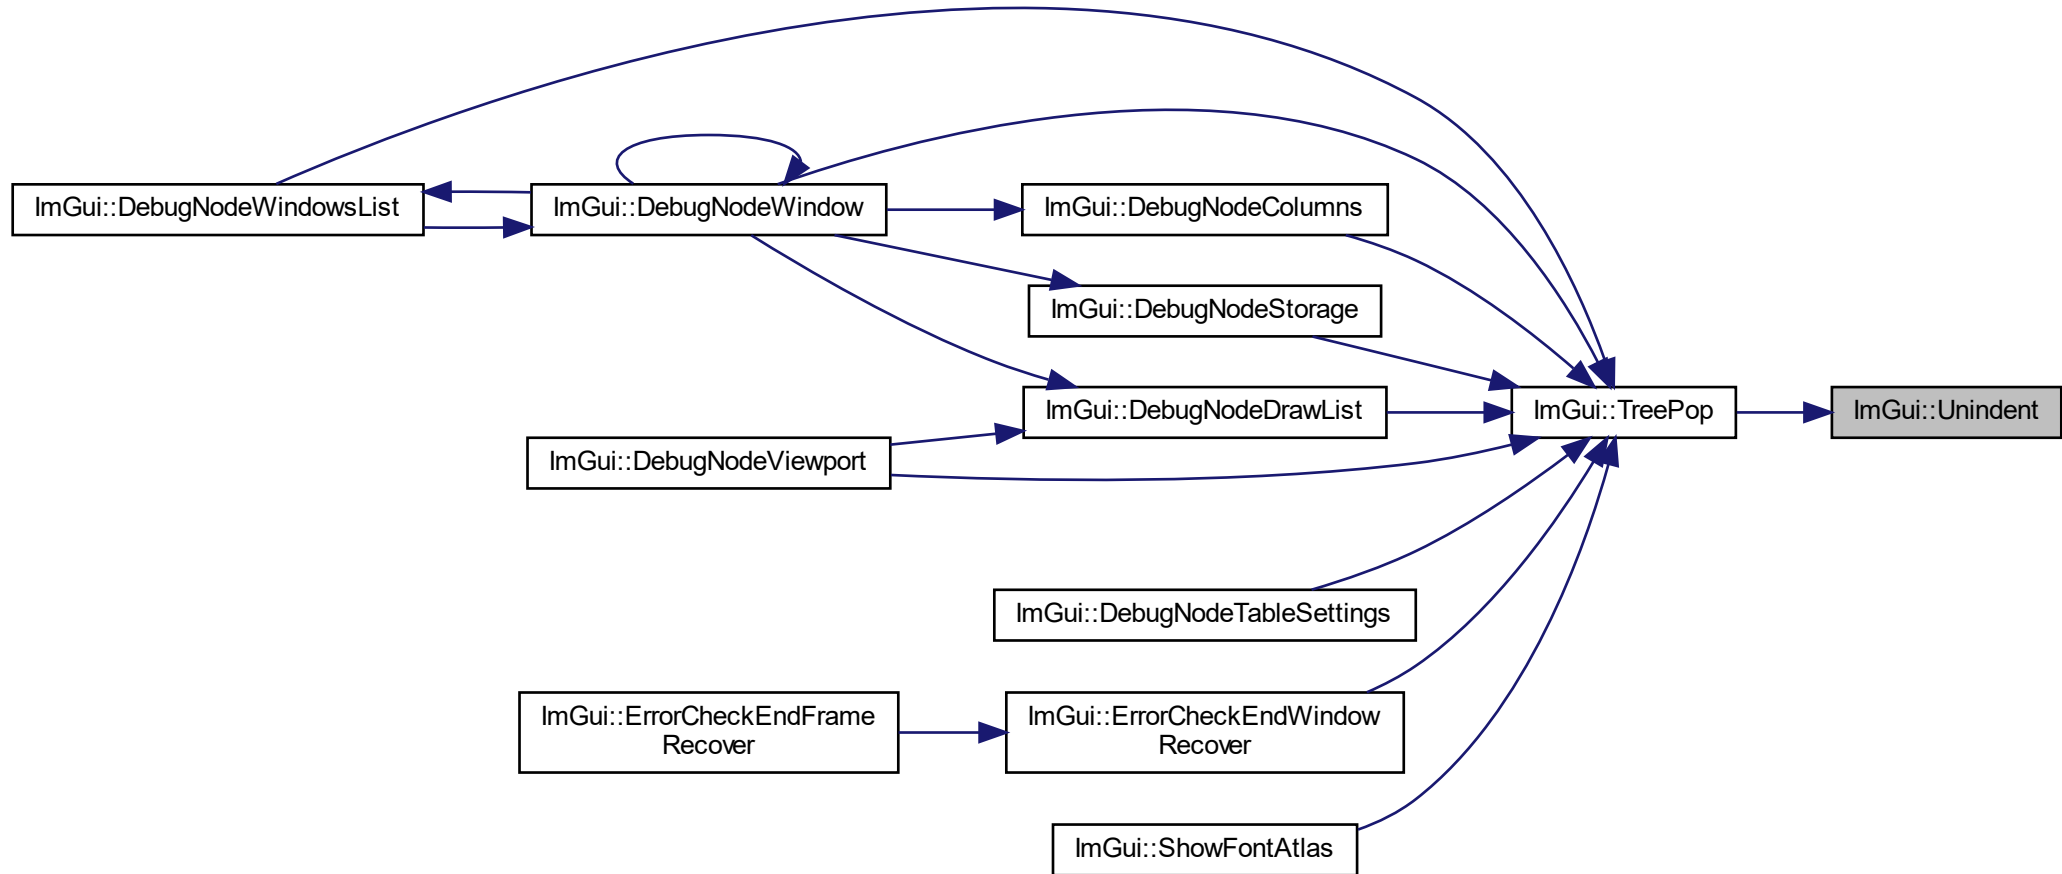 ImGui::DebugNodeWindowsList
ImGui::DebugNodeWindow
ImGui::DebugNodeColumns
ImGui::DebugNodeStorage
ImGui::DebugNodeDrawList
ImGui::TreePop
ImGui::Unindent
ImGui::DebugNodeViewport
ImGui::DebugNodeTableSettings
ImGui::ErrorCheckEndFrame
Recover
ImGui::ErrorCheckEndWindow
Recover
ImGui::ShowFontAtlas